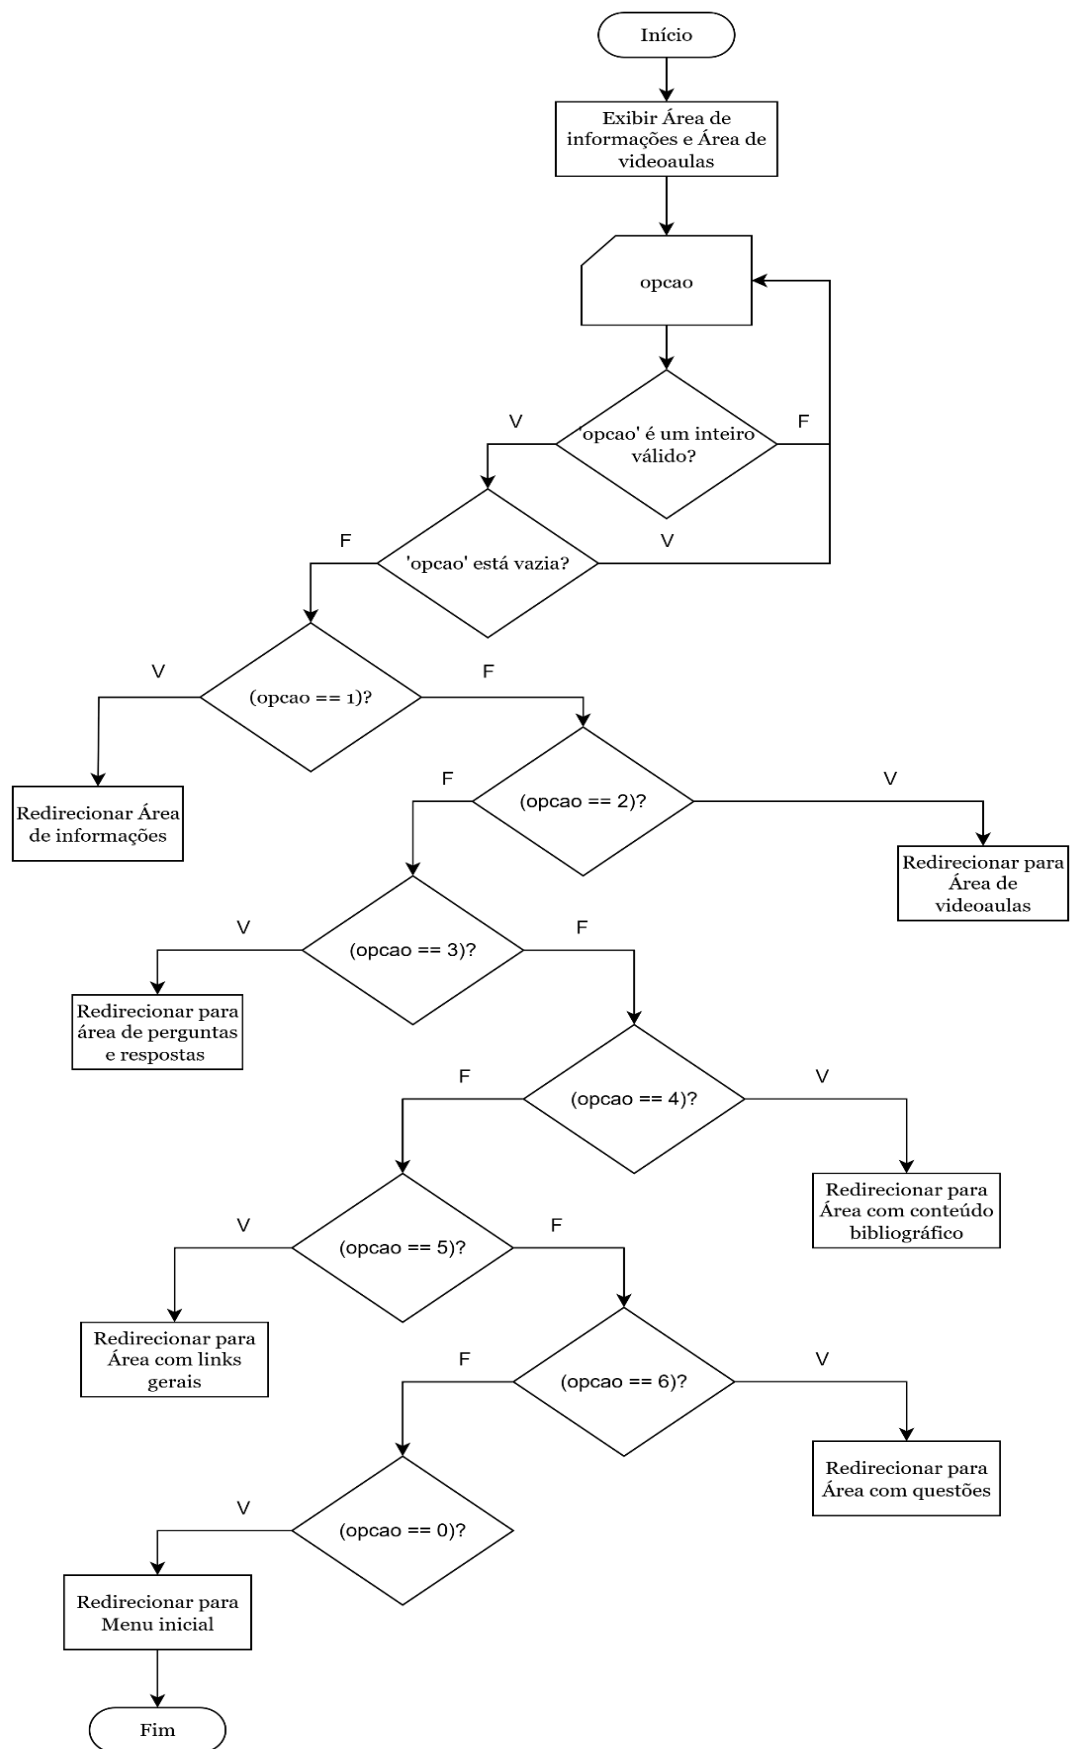 Início
Exibir Área de
informações e Área de
videoaulas
opcao
V
F
'opcao' é um inteiro
válido?
F
V
'opcao' está vazia?
V
F
(opcao == 1)?
F
V
(opcao == 2)?
Redirecionar Área
de informações
Redirecionar para
Área de
videoaulas
V
F
(opcao == 3)?
Redirecionar para
área de perguntas
e respostas
F
V
(opcao == 4)?
Redirecionar para
Área com conteúdo
bibliográfico
V
F
(opcao == 5)?
Redirecionar para
Área com links
gerais
F
V
(opcao == 6)?
Redirecionar para
Área com questões
V
(opcao == 0)?
Redirecionar para
Menu inicial
Fim